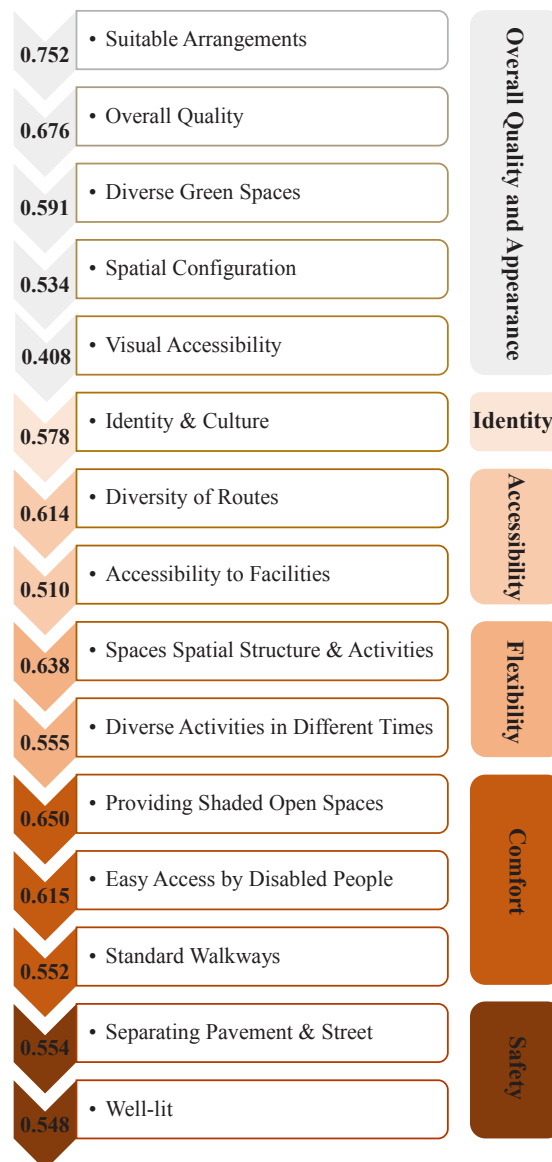 0.752
• Suitable Arrangements
0.676
• Overall Quality
0.591
• Diverse Green Spaces
0.534
• Spatial Configuration
0.408
• Visual Accessibility
Overall Quality and Appearance
0.578
• Identity & Culture
Identity
0.614
• Diversity of Routes
0.510
• Accessibility to Facilities
Accessibility
0.638
• Spaces Spatial Structure & Activities
0.555
• Diverse Activities in Different Times
Flexibility
0.650
• Providing Shaded Open Spaces
0.615
• Easy Access by Disabled People
0.552
• Standard Walkways
Comfort
0.554
• Separating Pavement & Street
0.548
• Well-lit
Safety